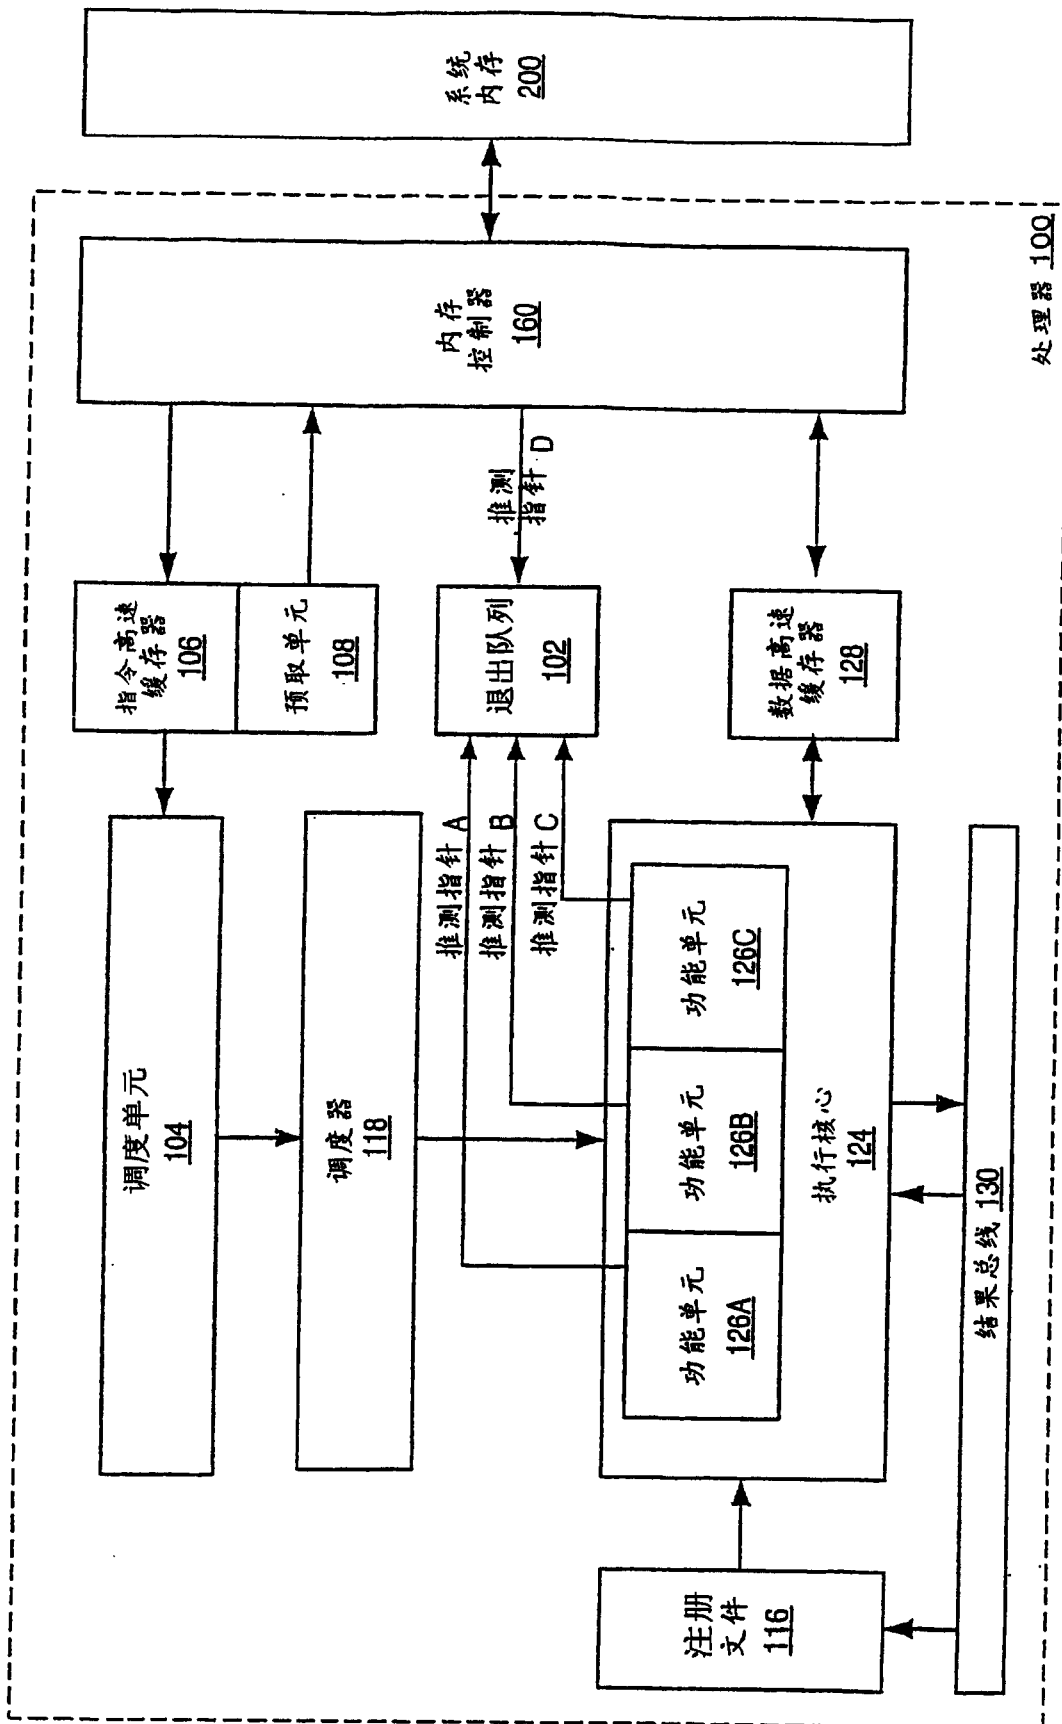 调度单元
104
指令高速
缓存器
106
预取单元
108
调度器
118
推测指针 A
推测指针 B
推测指针 C
退出队列
102
推测
指针 D
内存
控制器
160
系统
内存
200
注册
文件
116
功能单元
126A
功能单元
126B
功能单元
126C
执行核心
124
数据高速
缓存器
128
结果总线 130
处理器 100